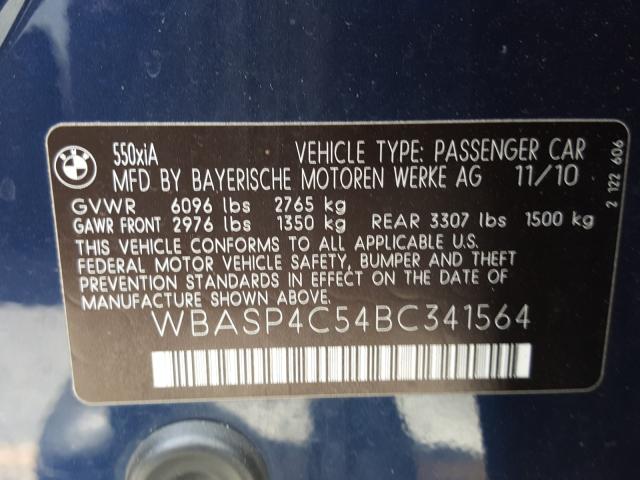 BMW
550xiA VEHICLE TYPE: PASSENGER CAR
MFD BY BAYERISCHE MOTOREN WERKE AG 11/10
GVWR 6096 lbs 2765 kg
GAWR FRONT 2976 lbs 1350 kg REAR 3307 lbs 1500 kg
THIS VEHICLE CONFORMS TO ALL APPLICABLE U.S.
FEDERAL MOTOR VEHICLE SAFETY, BUMPER AND THEFT
PREVENTION STANDARDS IN EFFECT ON THE DATE OF
MANUFACTURE SHOWN ABOVE.
WBASP4C54BC341564
2 122 606